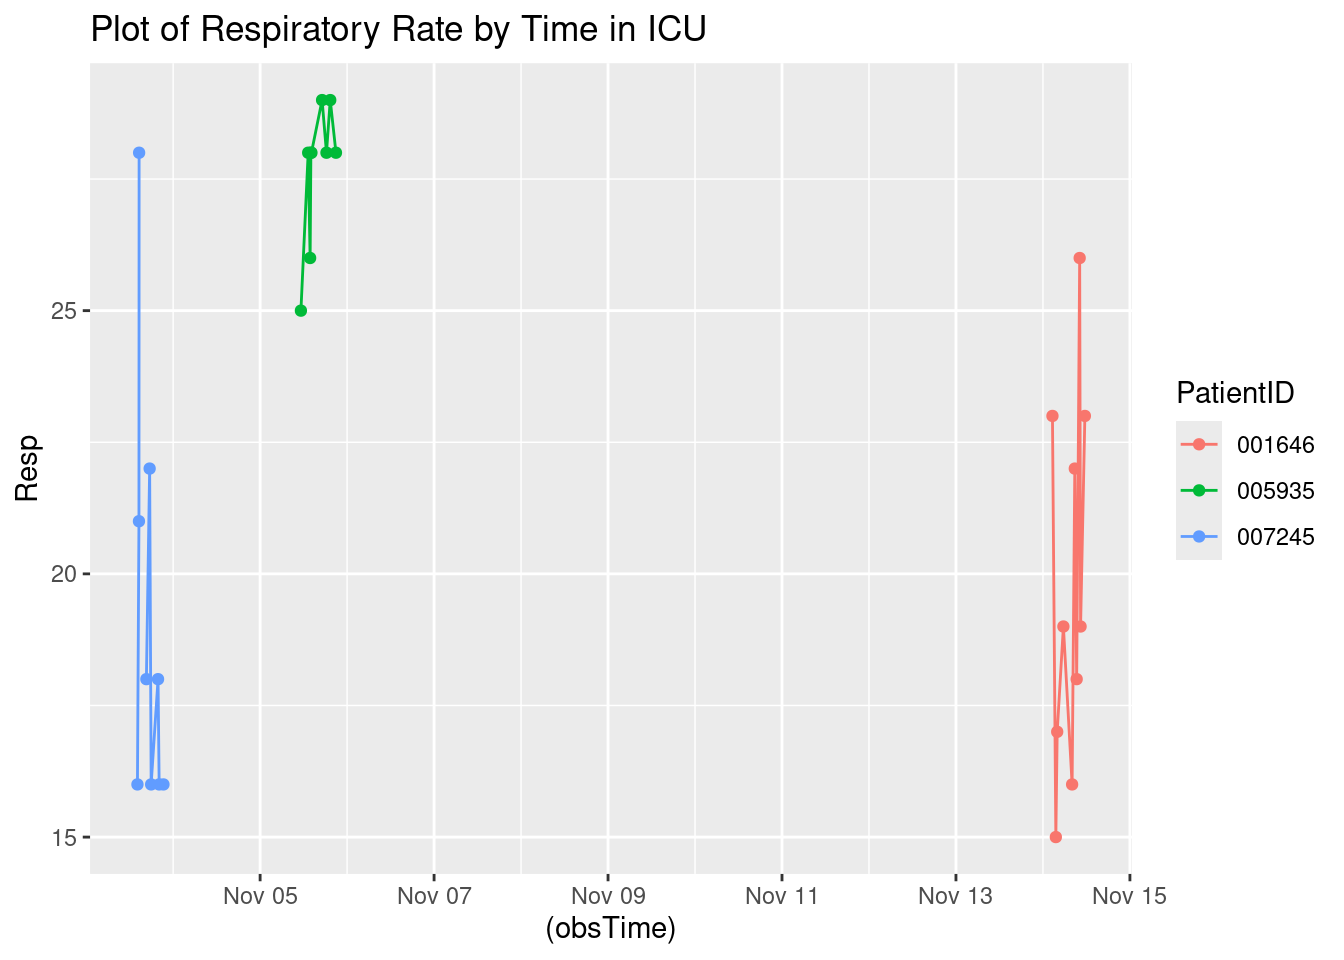 Plot of Respiratory Rate by Time in ICU
Resp
25
20
15
Nov 05
Nov 07
Nov 09
Nov 11
Nov 13
Nov 15
(obsTime)
PatientID
001646
005935
007245